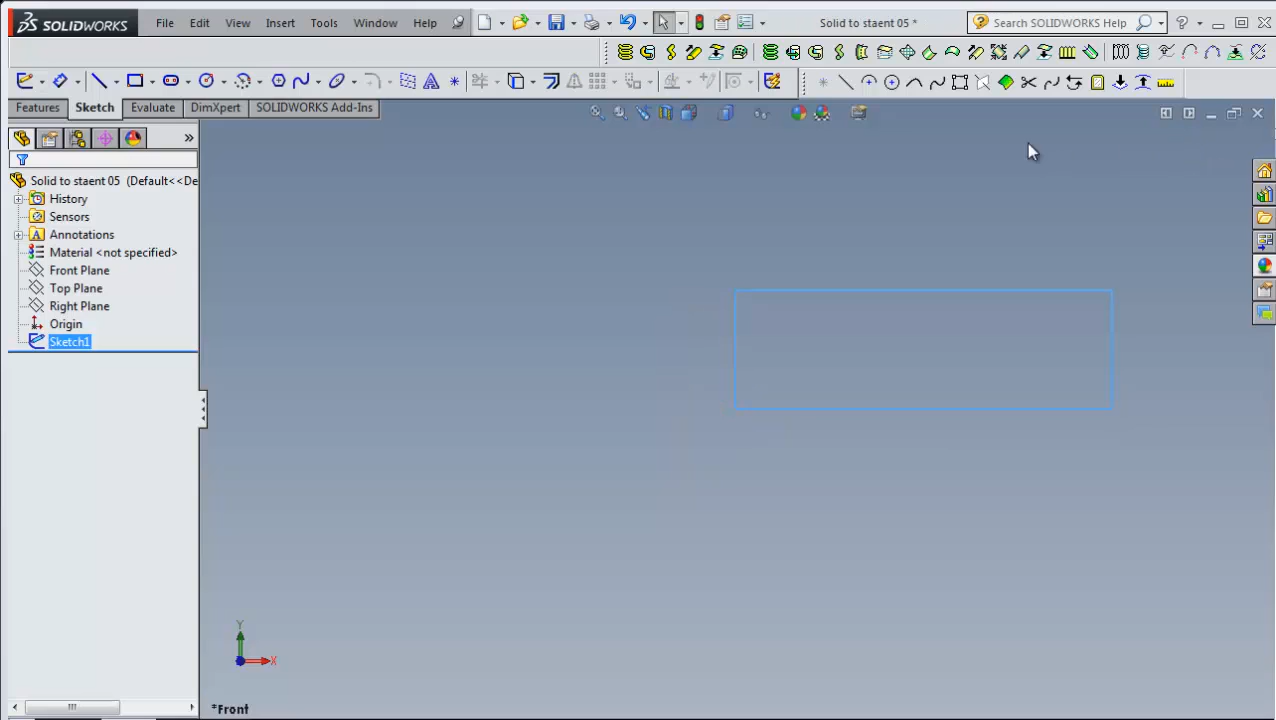 SOLIDWORKS File Edit View Insert Tools Window Help Solid to staent 05 * Search SOLIDWORKS Help
Features Sketch Evaluate DimXpert SOLIDWORKS Add-Ins
Solid to staent 05 (Default<<De
History
Sensors
Annotations
Material <not specified>
Front Plane
Top Plane
Right Plane
Origin
Sketch1
Y
X
*Front